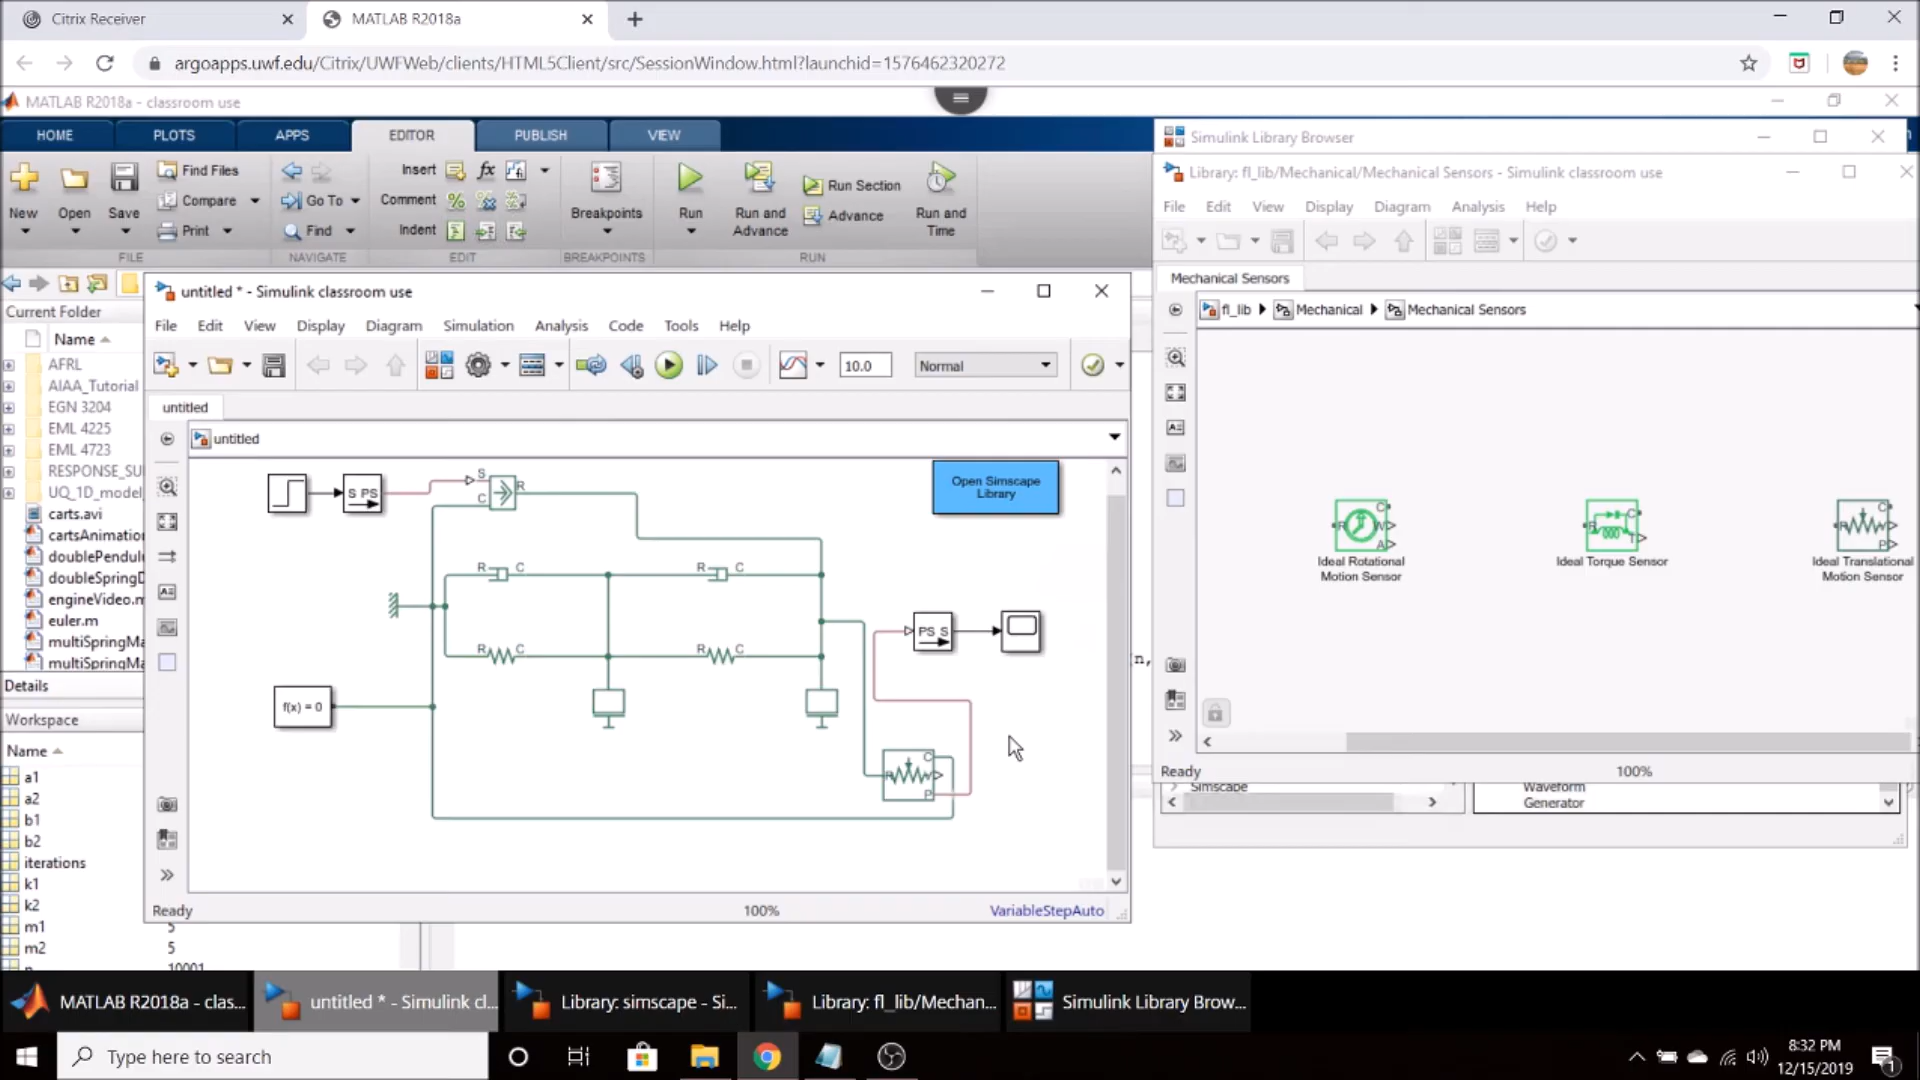 Citrix Receiver
MATLAB R2018a
argoapps.uwf.edu/Citrix/UWFWeb/clients/HTML5Client/src/SessionWindow.html?launchid=1576462320272
MATLAB R2018a - classroom use
HOME
PLOTS
APPS
EDITOR
PUBLISH
VIEW
New
Open
Save
Find Files
Compare
Print
FILE
Go To
Find
NAVIGATE
Insert
fx
Comment
Indent
EDIT
Breakpoints
BREAKPOINTS
Run
Run and
Advance
Run Section
Advance
Run and
Time
RUN
Current Folder
Name
AFRL
AIAA_Tutorial
EGN 3204
EML 4225
EML 4723
RESPONSE_SU
UQ_1D_model_
carts.avi
cartsAnimation
doublePendul
doubleSpringD
engineVideo.m
euler.m
multiSpringMa
multiSpringMa
Details
Workspace
Name
a1
a2
b1
b2
iterations
k1
k2
m1
5
m2
5
n
10001
untitled * - Simulink classroom use
File Edit View Display Diagram Simulation Analysis Code Tools Help
10.0
Normal
untitled
untitled
S PS
S
C
R
Open Simscape
Library
R C
R C
R C
R C
PS S
f(x) = 0
R
C
P
Ready
100%
VariableStepAuto
Simulink Library Browser
Library: fl_lib/Mechanical/Mechanical Sensors - Simulink classroom use
File Edit View Display Diagram Analysis Help
Mechanical Sensors
fl_lib
Mechanical
Mechanical Sensors
R
C
W
A
Ideal Rotational
Motion Sensor
R
C
T
Ideal Torque Sensor
R
C
V
P
Ideal Translational
Motion Sensor
Ready
100%
Simscape
Waveform
Generator
n,
MATLAB R2018a - clas...
untitled * - Simulink cl...
Library: simscape - Si...
Library: fl_lib/Mechan...
Simulink Library Brow...
Type here to search
8:32 PM
12/15/2019
1